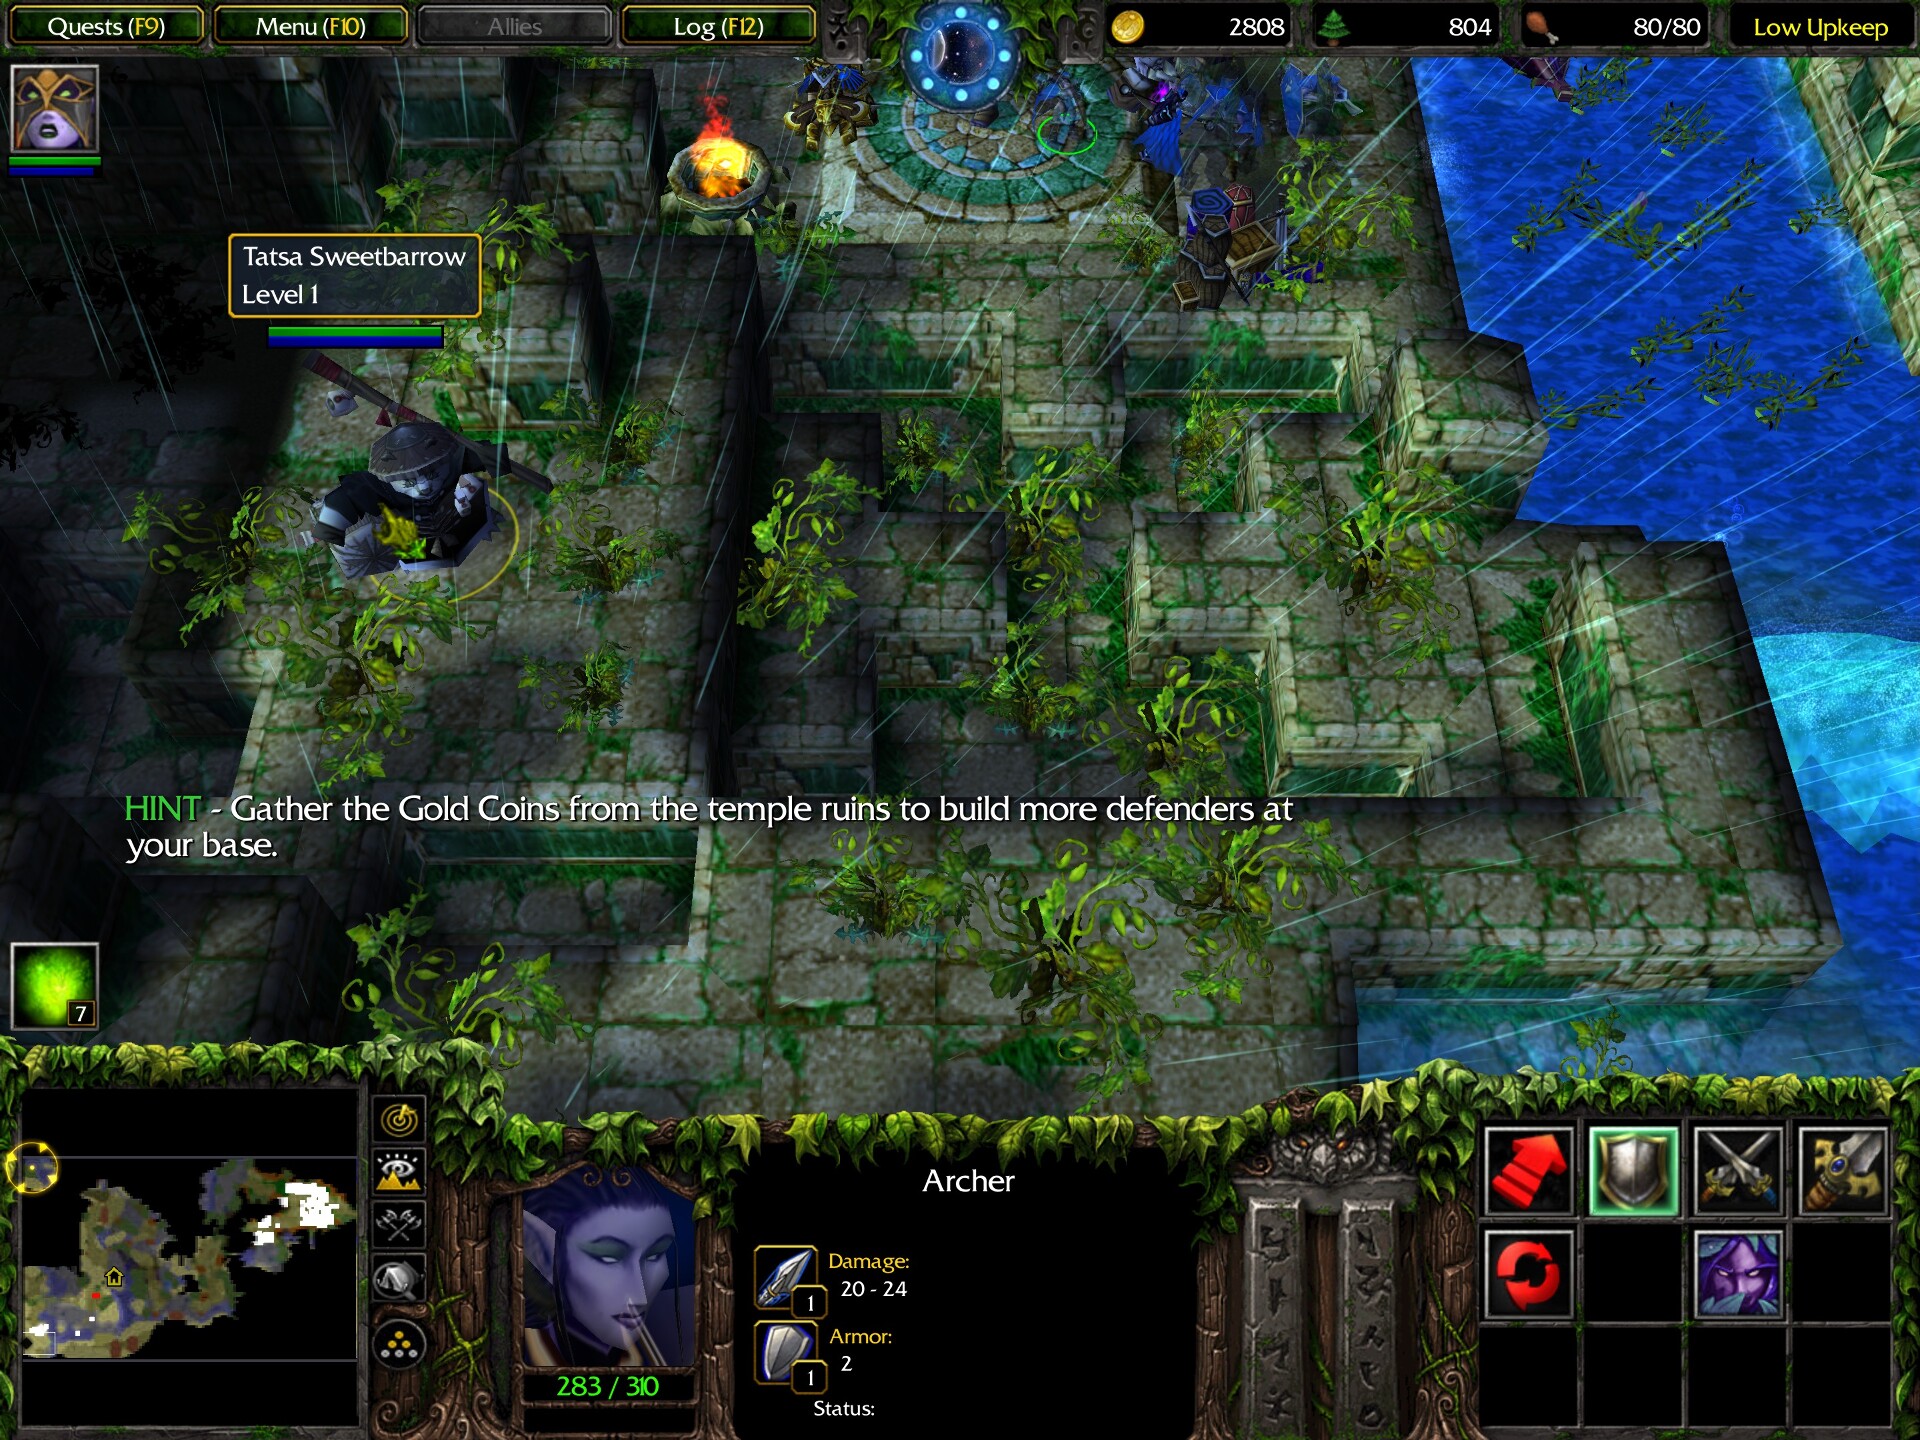 Quests (F9) Menu (F10) Allies Log (F12) 2808 804 80/80 Low Upkeep
Tatsa Sweetbarrow
Level 1
HINT - Gather the Gold Coins from the temple ruins to build more defenders at
your base.
7
Archer
Damage:
20 - 24
1
Armor:
2
1
283 / 310
Status: